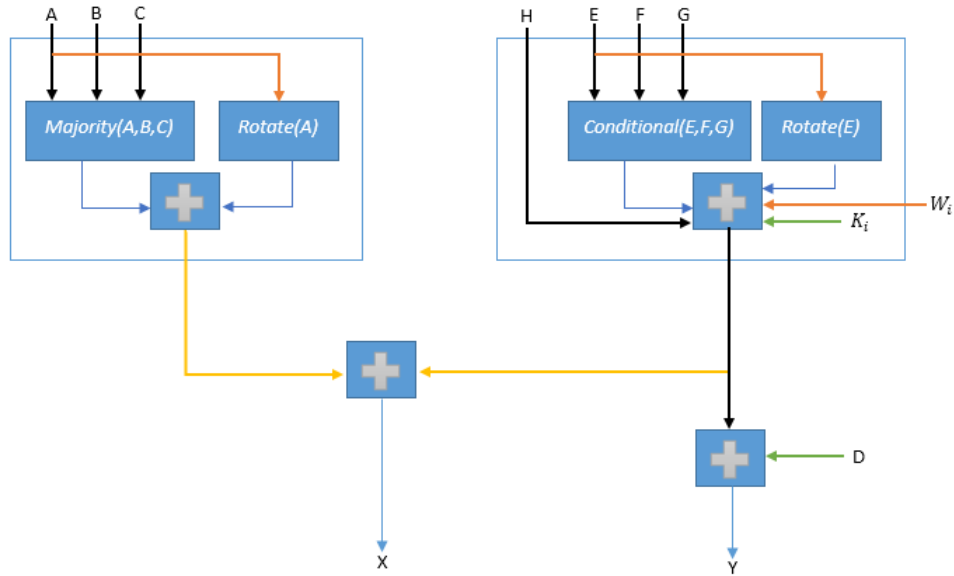 A B C H E F G
Majority(A,B,C) Rotate(A) Conditional(E,F,G) Rotate(E)
W_i
K_i
D
X
Y